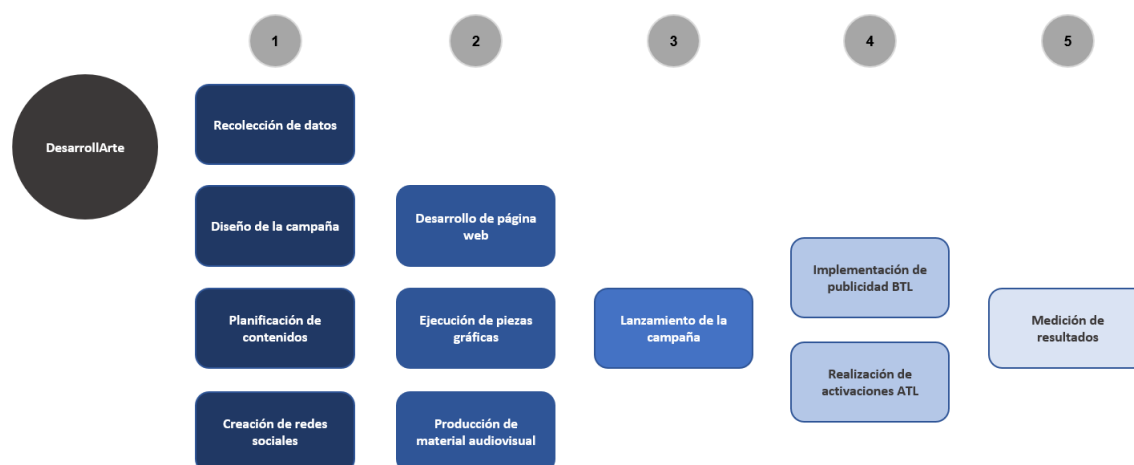 1
2
3
4
5
DesarrollArte
Recolección de datos
Diseño de la campaña
Planificación de
contenidos
Creación de redes
sociales
Desarrollo de página
web
Ejecución de piezas
gráficas
Producción de
material audiovisual
Lanzamiento de la
campaña
Implementación de
publicidad BTL
Realización de
activaciones ATL
Medición de
resultados